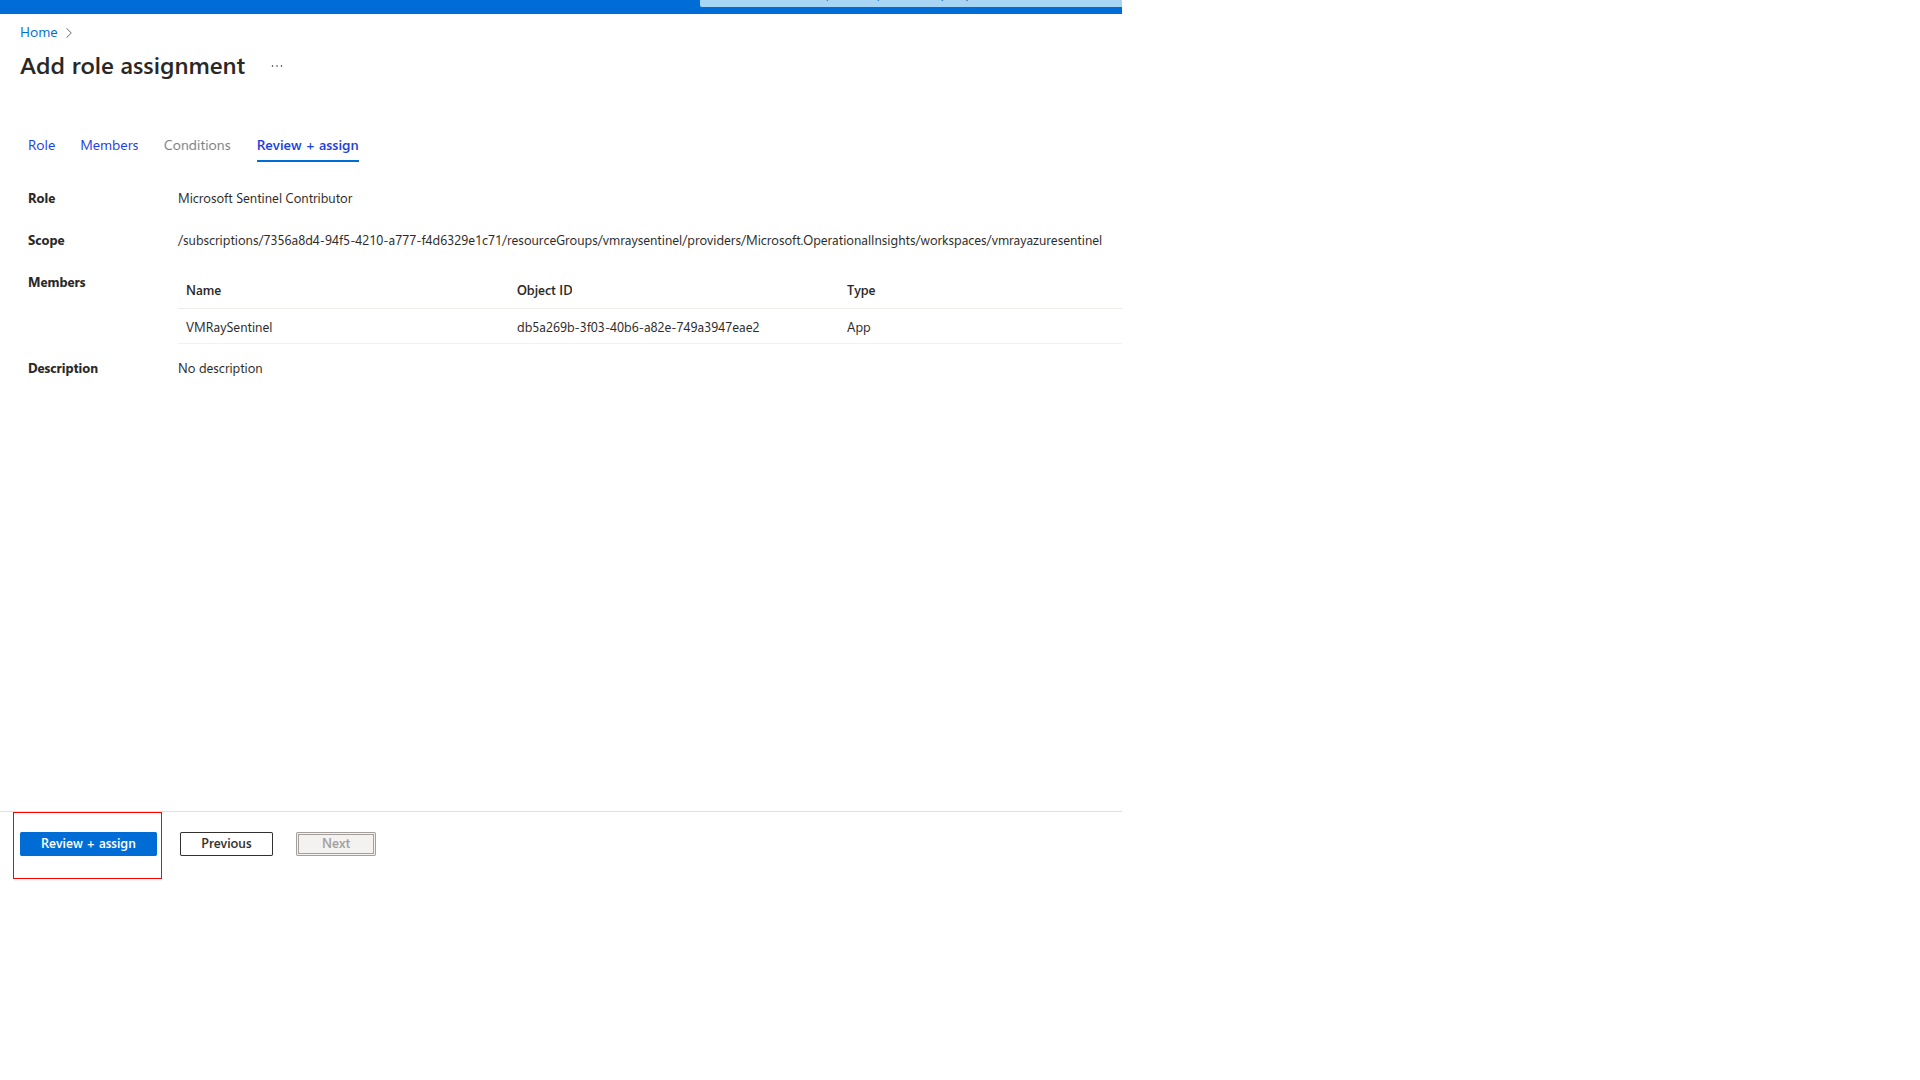 Home
Add role assignment ...
Role Members Conditions Review + assign
Role Microsoft Sentinel Contributor
Scope /subscriptions/7356a8d4-94f5-4210-a777-f4d6329e1c71/resourceGroups/vmraysentinel/providers/Microsoft.OperationalInsights/workspaces/vmrayazuresentinel
Members Name Object ID Type
VMRaySentinel db5a269b-3f03-40b6-a82e-749a3947eae2 App
Description No description
Review + assign Previous Next